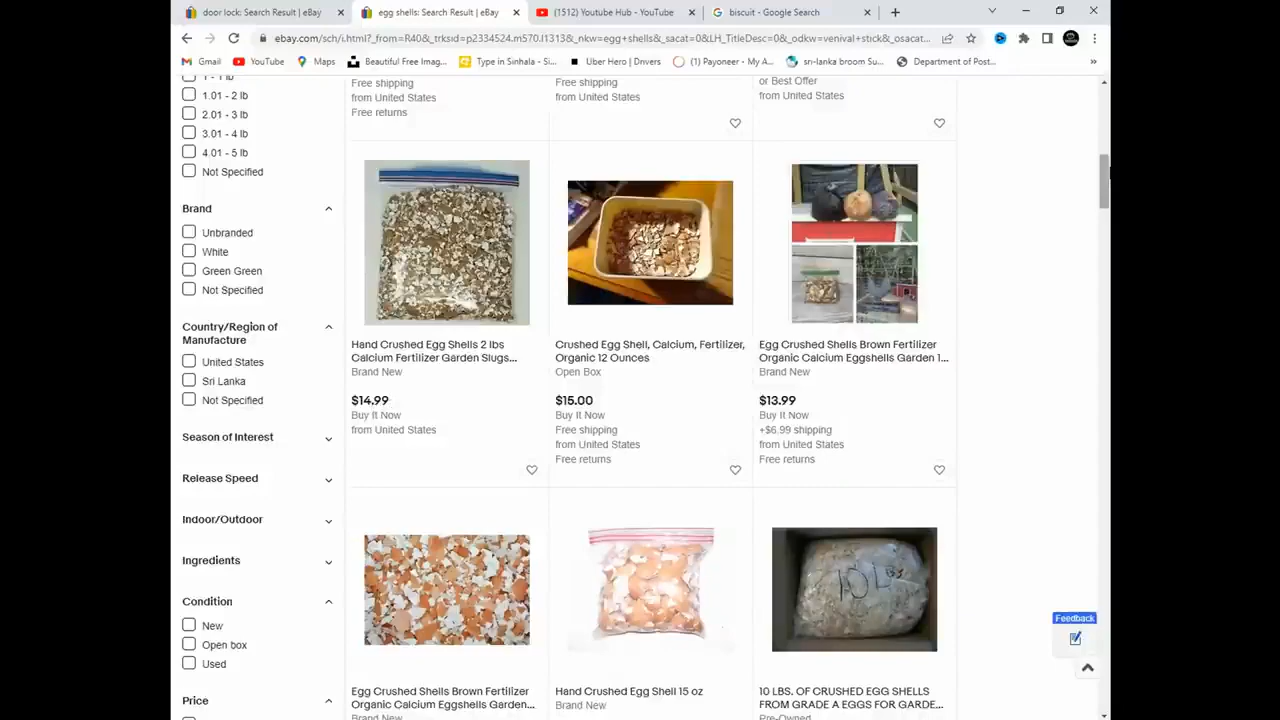 door lock: Search Result | eBay
egg shells: Search Result | eBay
(1512) Youtube Hub - YouTube
biscuit - Google Search
ebay.com/sch/i.html?_from=R40&_trksid=p2334524.m570.l1313&_nkw=egg+shells&_sacat=0&LH_TitleDesc=0&_odkw=venival+stick&_osacat...
Gmail
YouTube
Maps
Beautiful Free Imag...
Type in Sinhala - Si...
Uber Hero | Drivers
(1) Payoneer - My A...
sri-lanka broom Su...
Department of Post...
»
1.01 - 2 lb
2.01 - 3 lb
3.01 - 4 lb
4.01 - 5 lb
Not Specified
Brand
Unbranded
White
Green Green
Not Specified
Country/Region of
Manufacture
United States
Sri Lanka
Not Specified
Season of Interest
Release Speed
Indoor/Outdoor
Ingredients
Condition
New
Open box
Used
Price
Free shipping
from United States
Free returns
Free shipping
from United States
or Best Offer
from United States
Hand Crushed Egg Shells 2 lbs
Calcium Fertilizer Garden Slugs...
Brand New
$14.99
Buy It Now
from United States
Crushed Egg Shell, Calcium, Fertilizer,
Organic 12 Ounces
Open Box
$15.00
Buy It Now
Free shipping
from United States
Free returns
Egg Crushed Shells Brown Fertilizer
Organic Calcium Eggshells Garden 1...
Brand New
$13.99
Buy It Now
+$6.99 shipping
from United States
Free returns
Egg Crushed Shells Brown Fertilizer
Organic Calcium Eggshells Garden...
Brand New
Hand Crushed Egg Shell 15 oz
Brand New
10 Lbs
10 LBS. OF CRUSHED EGG SHELLS
FROM GRADE A EGGS FOR GARDE...
Pre-Owned
Feedback